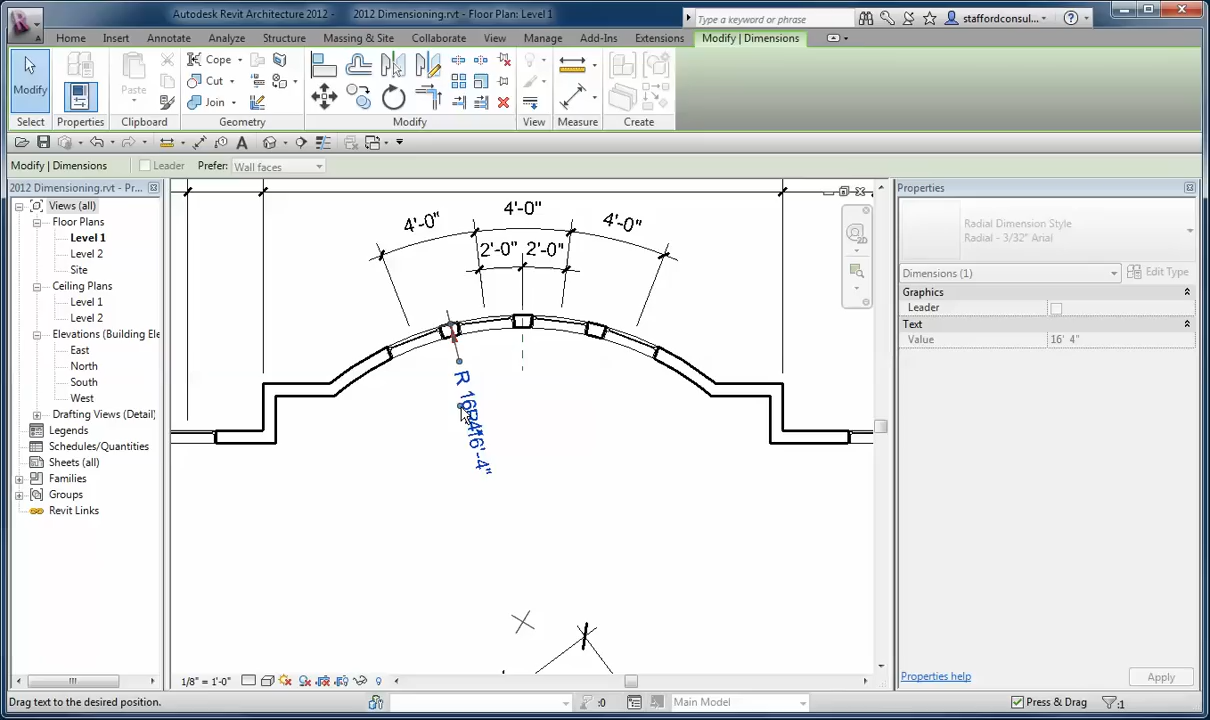 Autodesk Revit Architecture 2012 - 2012 Dimensioning.rvt - Floor Plan: Level 1
Type a keyword or phrase
staffordconsul...
Home Insert Annotate Analyze Structure Massing & Site Collaborate View Manage Add-Ins Extensions Modify | Dimensions
Modify
Paste
Cope
Cut
Join
Select Properties Clipboard Geometry Modify View Measure Create
Modify | Dimensions Leader Prefer: Wall faces
2012 Dimensioning.rvt - Pr...
Views (all)
Floor Plans
Level 1
Level 2
Site
Ceiling Plans
Level 1
Level 2
Elevations (Building Ele
East
North
South
West
Drafting Views (Detail)
Legends
Schedules/Quantities
Sheets (all)
Families
Groups
Revit Links
4'-0"
4'-0"
4'-0"
2'-0"
2'-0"
Properties
Radial Dimension Style
Radial - 3/32" Arial
Dimensions (1)
Edit Type
Graphics
Leader
Text
Value 16' 4"
Properties help
Apply
1/8" = 1'-0"
Drag text to the desired position.
:0
Main Model
Press & Drag
:1